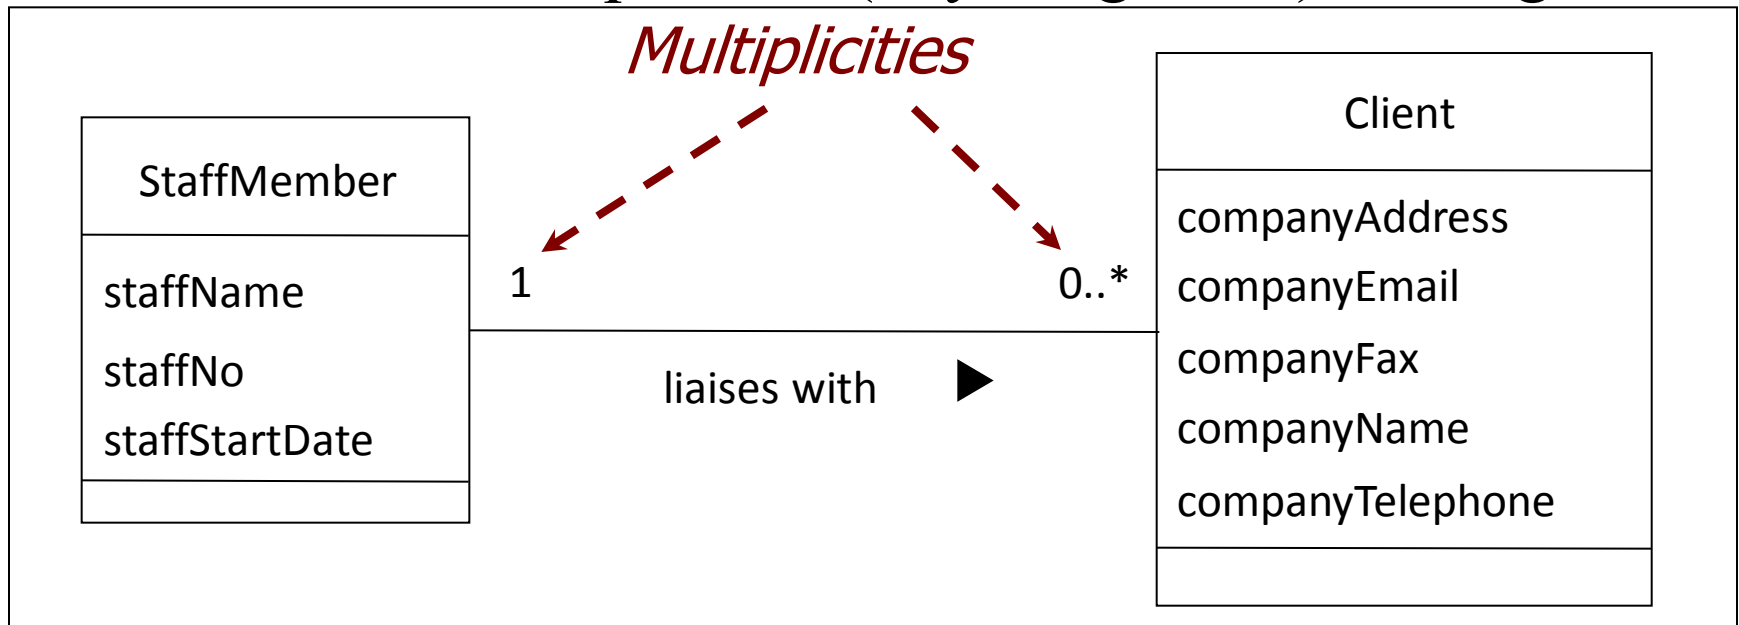 Multiplicities
StaffMember
staffName
staffNo
staffStartDate
1
0..*
liaises with
Client
companyAddress
companyEmail
companyFax
companyName
companyTelephone